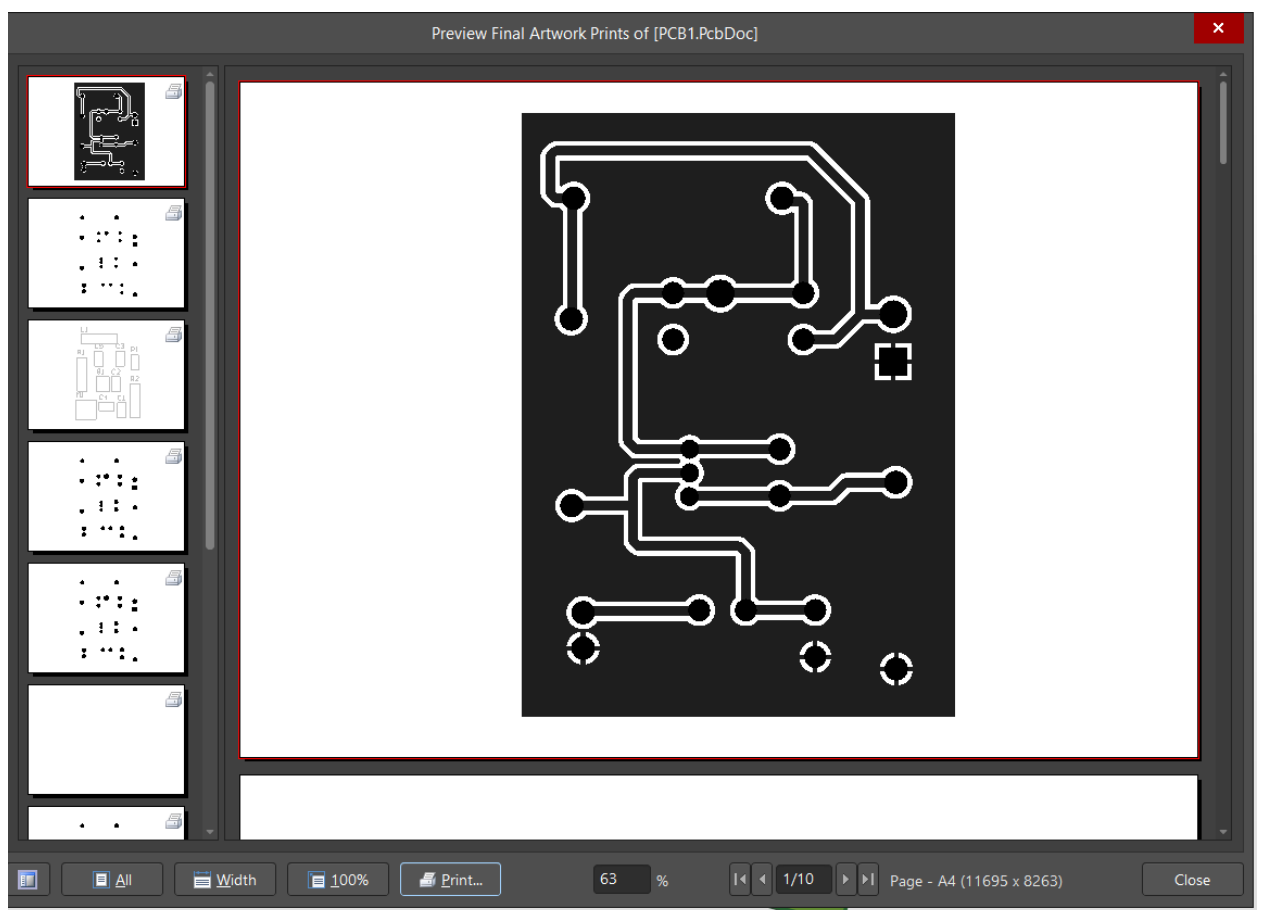 Preview Final Artwork Prints of [PCB1.PcbDoc]
All
Width
100%
Print...
63 %
1/10
Page - A4 (11695 x 8263)
Close